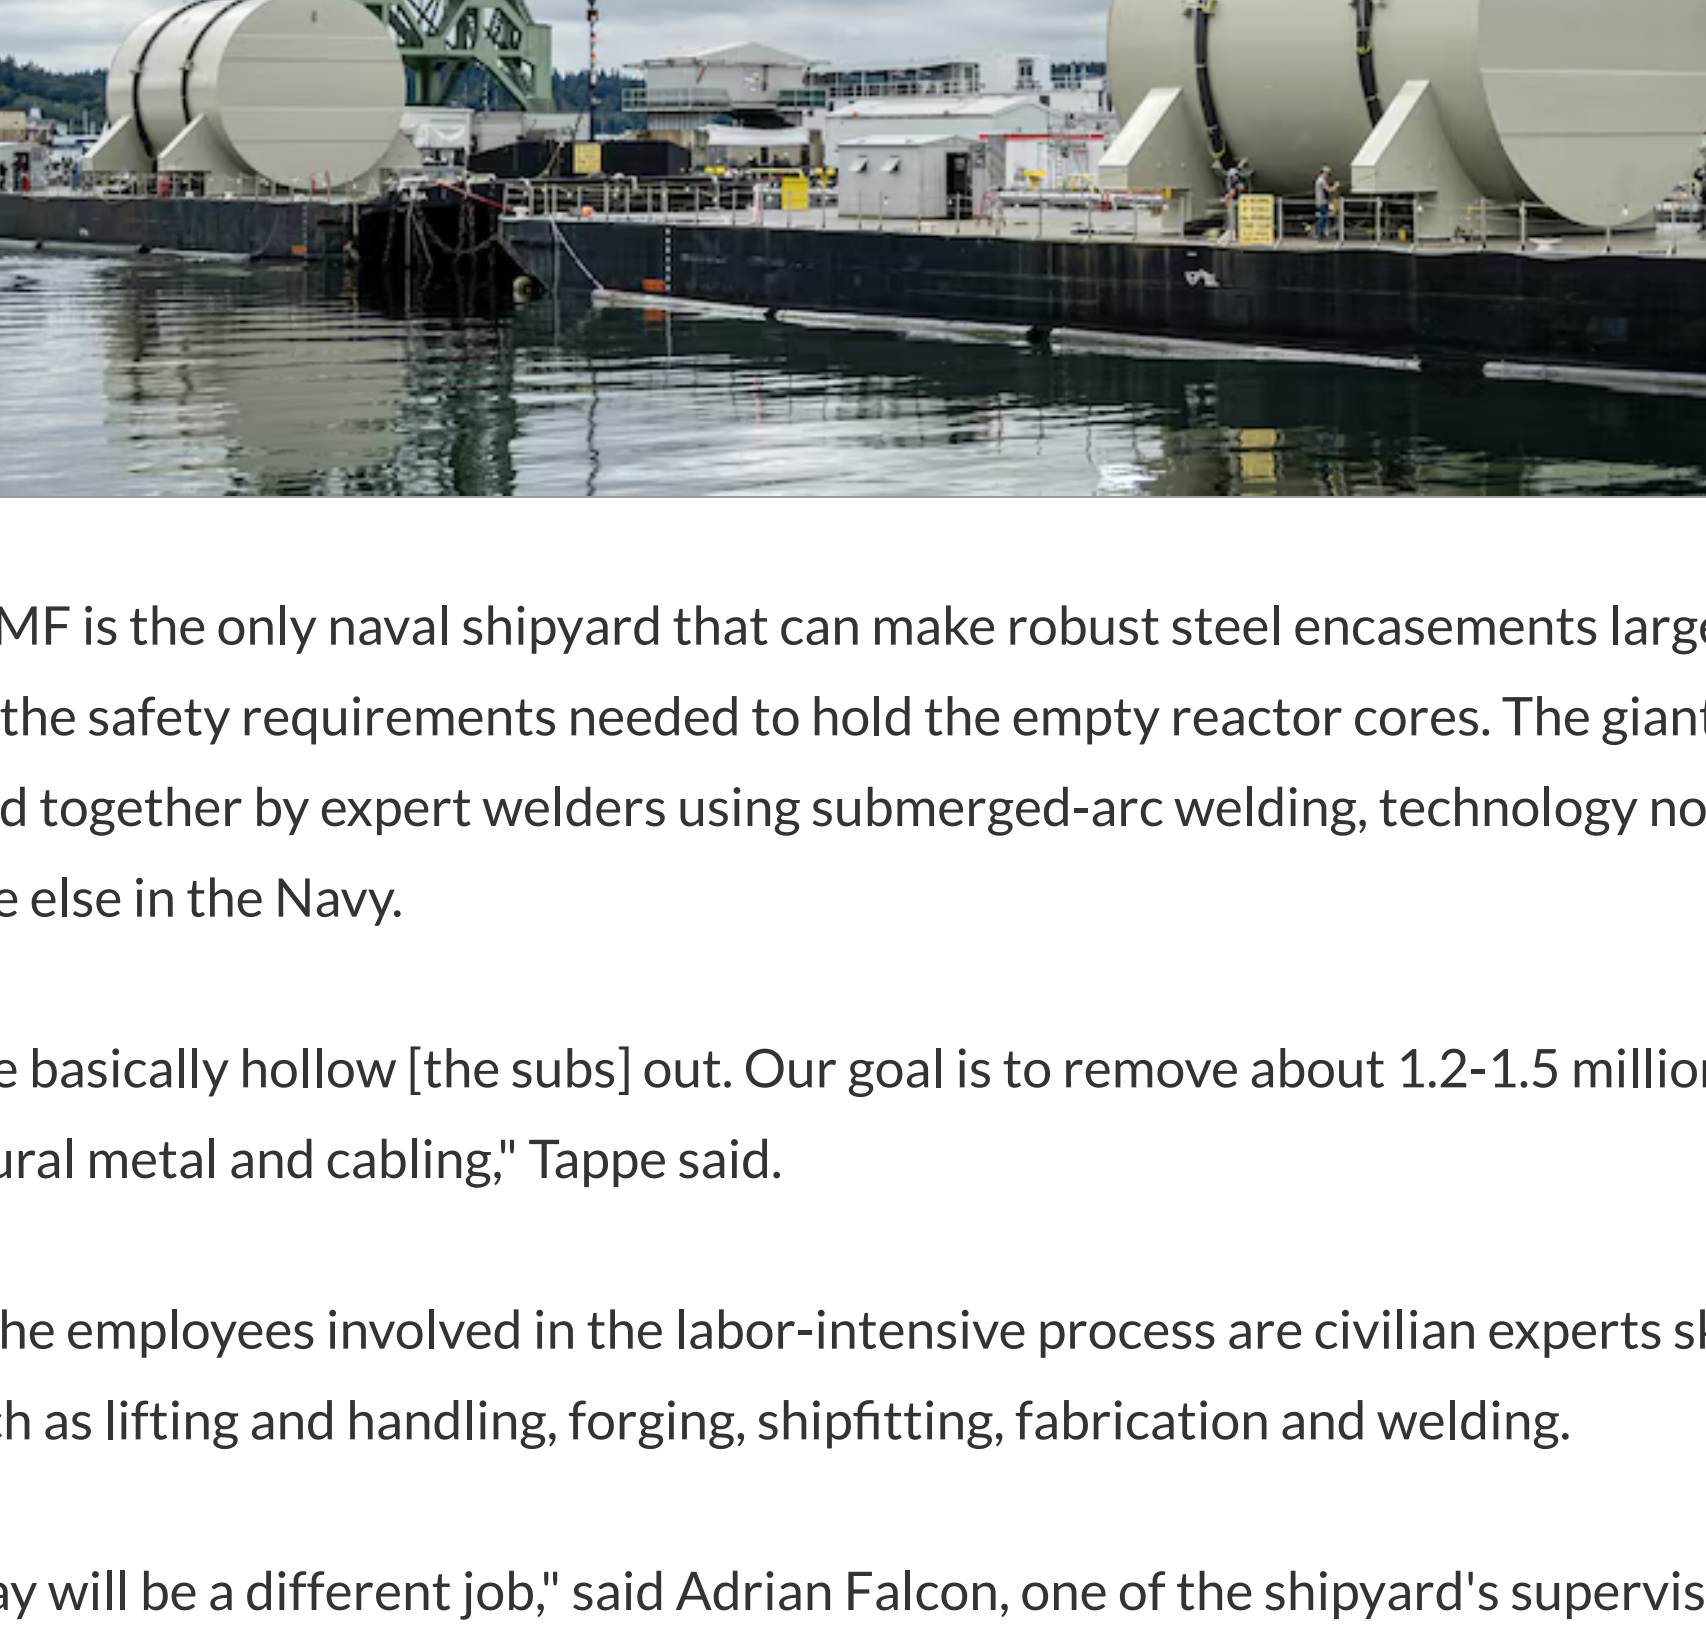 MF is the only naval shipyard that can make robust steel encasements large
the safety requirements needed to hold the empty reactor cores. The giant
d together by expert welders using submerged-arc welding, technology no
e else in the Navy.
e basically hollow [the subs] out. Our goal is to remove about 1.2-1.5 million
ural metal and cabling," Tappe said.
he employees involved in the labor-intensive process are civilian experts sk
ch as lifting and handling, forging, shipfitting, fabrication and welding.
ay will be a different job," said Adrian Falcon, one of the shipyard's supervis